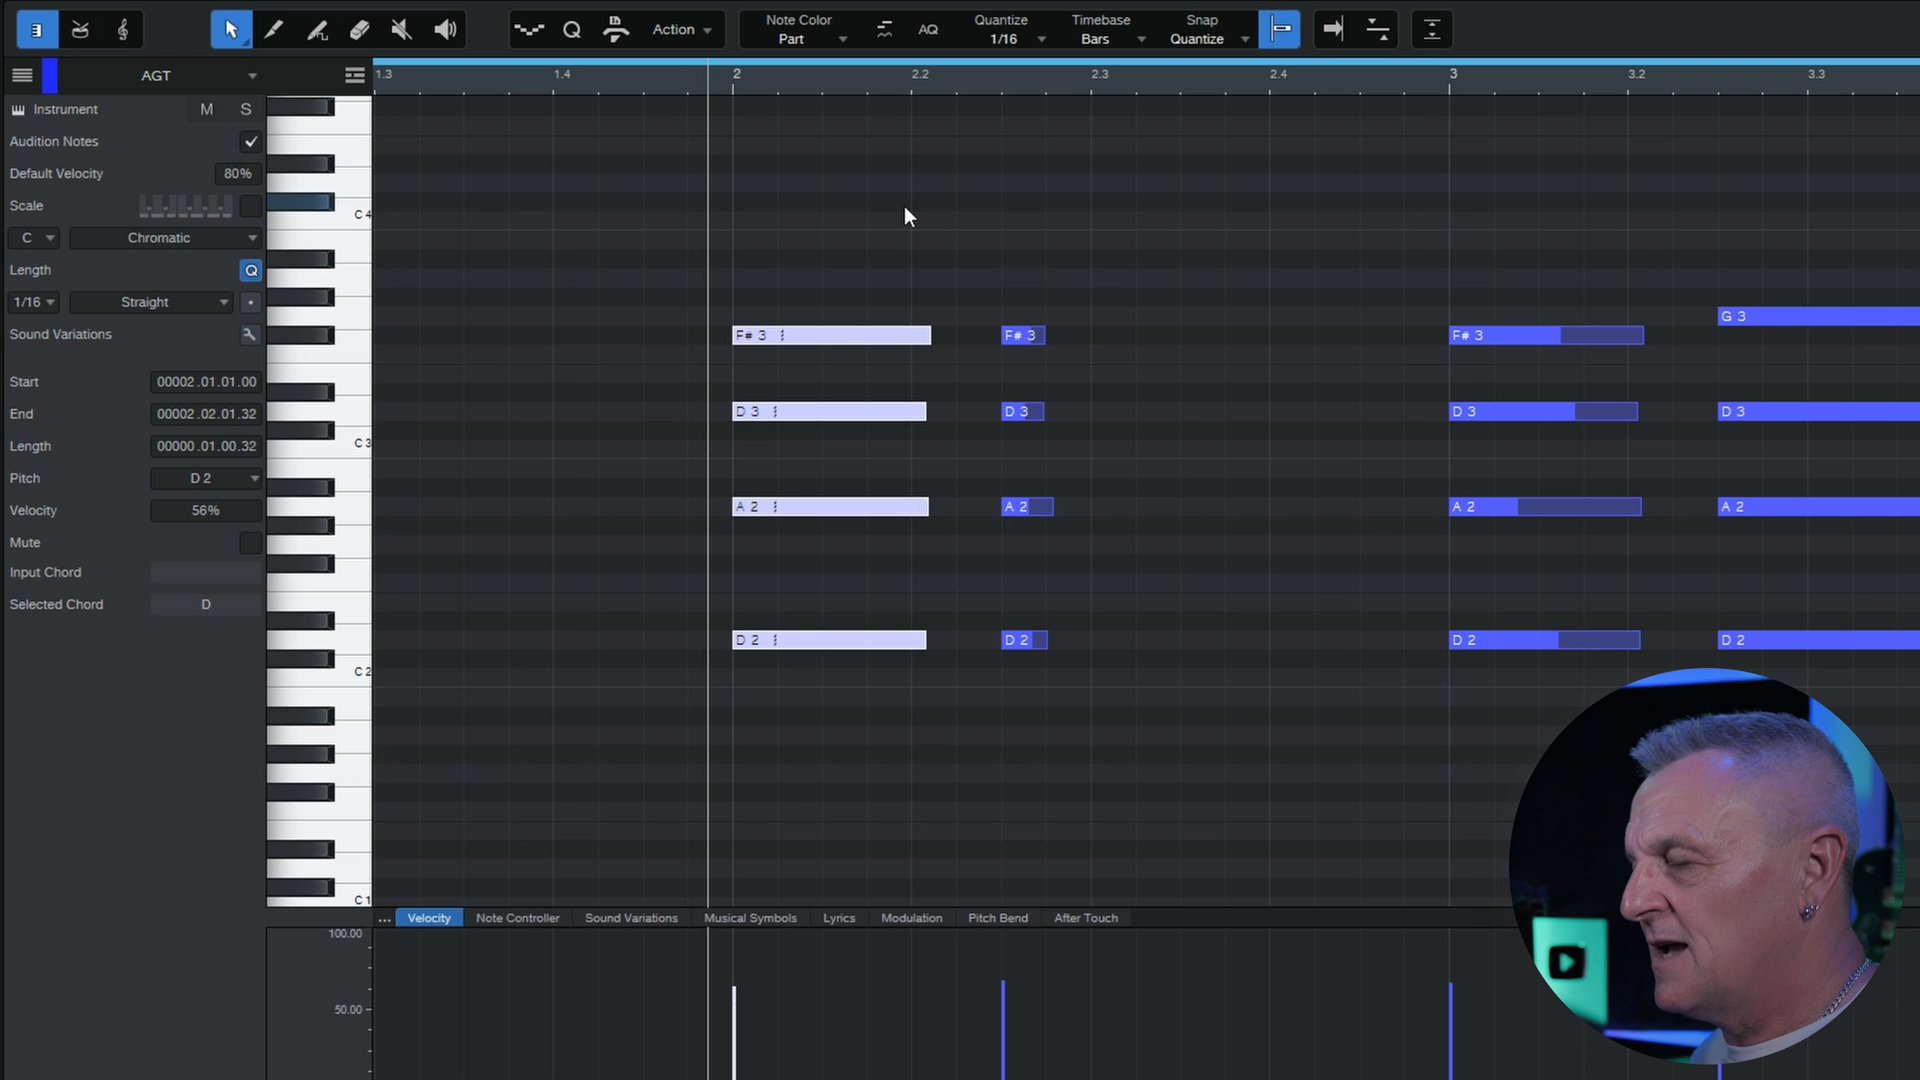 Action
Note Color
Part
AQ
Quantize
1/16
Timebase
Bars
Snap
Quantize
AGT
1.3
1.4
2
2.2
2.3
2.4
3
3.2
3.3
Instrument
M
S
Audition Notes
Default Velocity
80%
Scale
C
Chromatic
Length
Q
1/16
Straight
Sound Variations
Start
00002.01.01.00
End
00002.02.01.32
Length
00000.01.00.32
Pitch
D 2
Velocity
56%
Mute
Input Chord
Selected Chord
D
C 4
C 3
C 2
C 1
G 3
F# 3
F# 3
F# 3
D 3
D 3
D 3
D 3
A 2
A 2
A 2
A 2
D 2
D 2
D 2
D 2
...
Velocity
Note Controller
Sound Variations
Musical Symbols
Lyrics
Modulation
Pitch Bend
After Touch
100.00
50.00